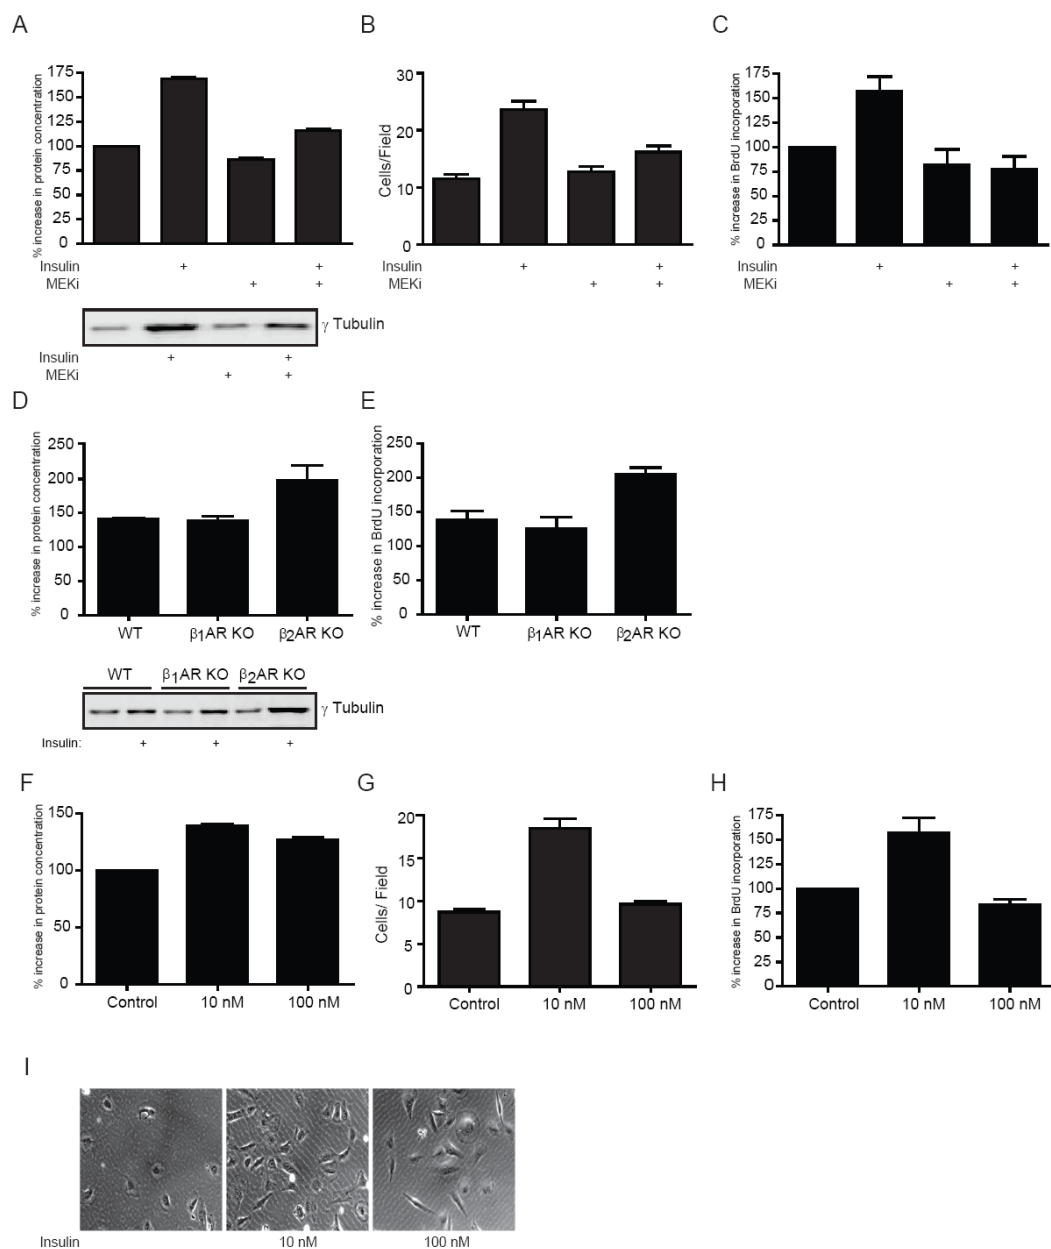 A
B
C
% increase in protein concentration
175
150
125
100
75
50
25
0
Insulin + +
MEKi + +
γ Tubulin
Insulin + +
MEKi + +
Cells/Field
30
20
10
0
Insulin + +
MEKi + +
% increase in BrdU incorporation
175
150
125
100
75
50
25
0
Insulin + +
MEKi + +
D
E
% increase in protein concentration
250
200
150
100
50
0
WT β1AR KO β2AR KO
WT β1AR KO β2AR KO
γ Tubulin
Insulin: + + +
% increase in BrdU incorporation
250
200
150
100
50
0
WT β1AR KO β2AR KO
F
G
H
% increase in protein concentration
150
100
50
0
Control 10 nM 100 nM
Cells/ Field
20
15
10
5
0
Control 10 nM 100 nM
% increase in BrdU incorporation
175
150
125
100
75
50
25
0
Control 10 nM 100 nM
I
Insulin 10 nM 100 nM